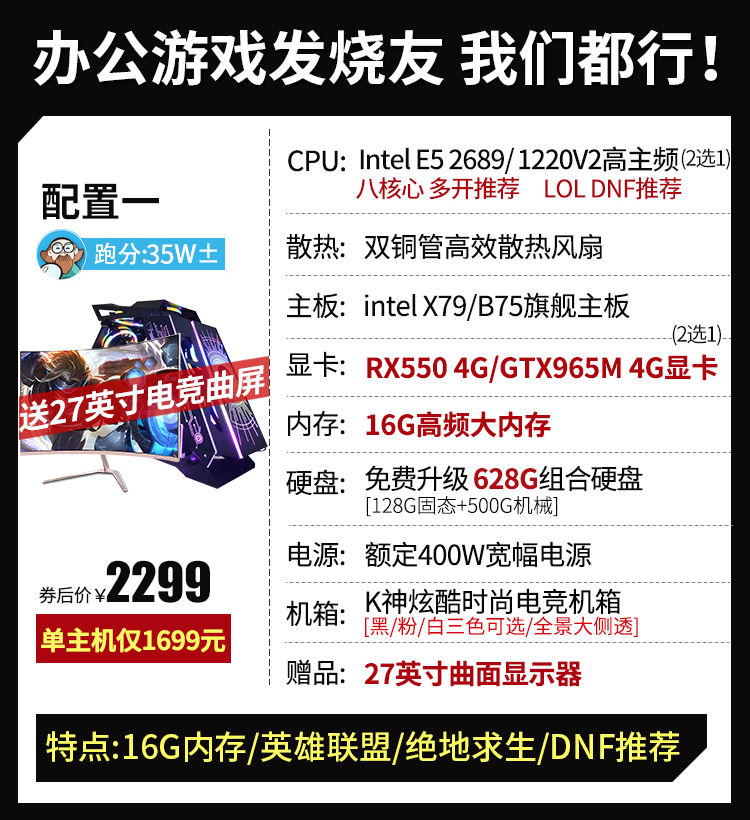 办公游戏发烧友 我们都行!
配置一
跑分:35W士
送27英寸电竞曲屏
券后价¥2299
单主机仅1699元
CPU: Intel E5 2689/ 1220V2高主频(2选1)
八核心 多开推荐 LOL DNF推荐
散热: 双铜管高效散热风扇
主板: intel X79/B75旗舰主板
(2选1)
显卡: RX550 4G/GTX965M 4G显卡
内存: 16G高频大内存
硬盘: 免费升级 628G组合硬盘
[128G固态+500G机械]
电源: 额定400W宽幅电源
机箱: K神炫酷时尚电竞机箱
[黑/粉/白三色可选/全景大侧透]
赠品: 27英寸曲面显示器
特点:16G内存/英雄联盟/绝地求生/DNF推荐